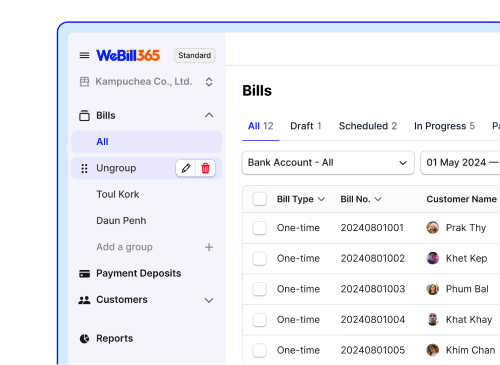 WeBill365 Standard
Kampuchea Co., Ltd.
Bills
All
Ungroup
Toul Kork
Daun Penh
Add a group
Payment Deposits
Customers
Reports
Bills
All 12 Draft 1 Scheduled 2 In Progress 5
Bank Account - All 01 May 2024 —
Bill Type Bill No. Customer Name
One-time 20240801001 Prak Thy
One-time 20240801002 Khet Kep
One-time 20240801003 Phum Bal
One-time 20240801004 Khat Khay
One-time 20240801005 Khim Chan